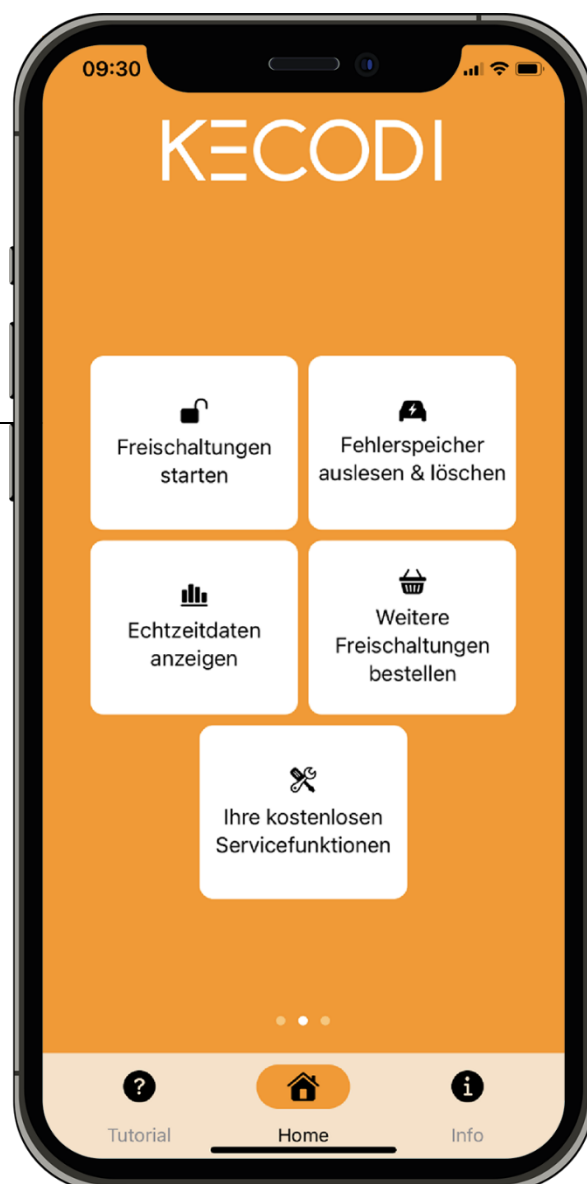 09:30
KECODI
Freischaltungen
starten
Fehlerspeicher
auslesen & löschen
Echtzeitdaten
anzeigen
Weitere
Freischaltungen
bestellen
Ihre kostenlosen
Servicefunktionen
Tutorial
Home
Info